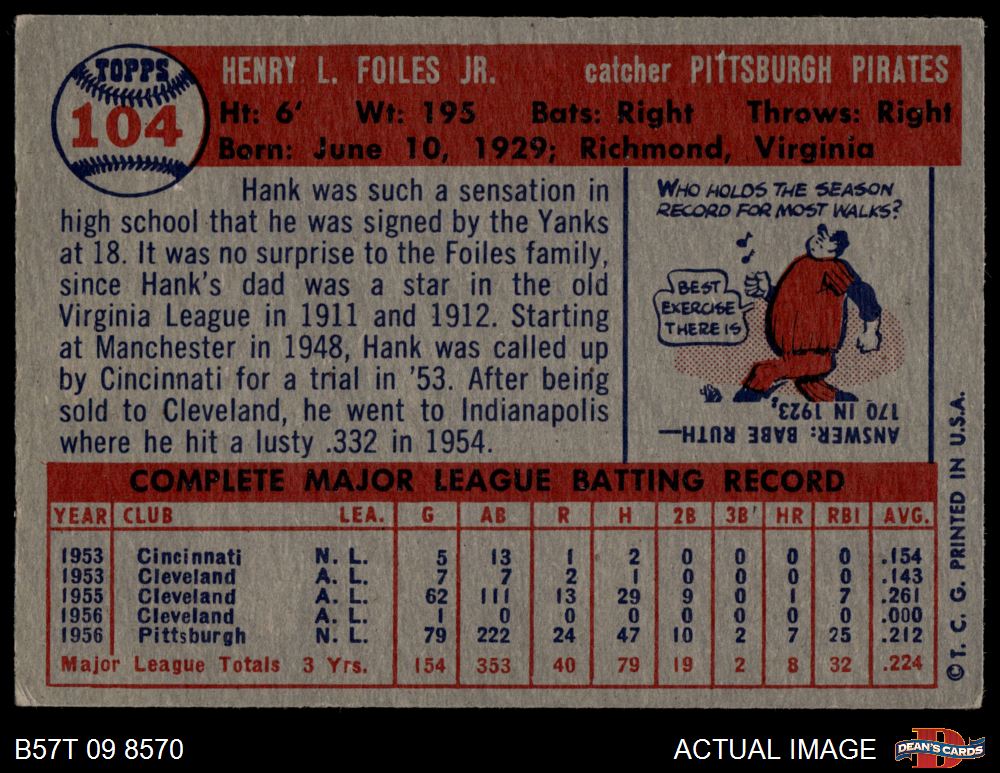 TOPPS
104
HENRY L. FOILES JR. catcher PITTSBURGH PIRATES
Ht: 6' Wt: 195 Bats: Right Throws: Right
Born: June 10, 1929; Richmond, Virginia
Hank was such a sensation in
high school that he was signed by the Yanks
at 18. It was no surprise to the Foiles family,
since Hank's dad was a star in the old
Virginia League in 1911 and 1912. Starting
at Manchester in 1948, Hank was called up
by Cincinnati for a trial in '53. After being
sold to Cleveland, he went to Indianapolis
where he hit a lusty .332 in 1954.
WHO HOLDS THE SEASON
RECORD FOR MOST WALKS?
BEST
EXERCISE
THERE IS
ANSWER: BABE RUTH—
170 IN 1923,
COMPLETE MAJOR LEAGUE BATTING RECORD
YEAR CLUB LEA. G AB R H 2B 3B HR RBI AVG.
1953 Cincinnati N. L. 5 13 1 2 0 0 0 0 .154
1953 Cleveland A. L. 7 7 2 1 0 0 0 0 .143
1955 Cleveland A. L. 62 111 13 29 9 0 1 7 .261
1956 Cleveland A. L. 1 0 0 0 0 0 0 0 .000
1956 Pittsburgh N. L. 79 222 24 47 10 2 7 25 .212
Major League Totals 3 Yrs. 154 353 40 79 19 2 8 32 .224
© T. C. G. PRINTED IN U.S.A.
B57T 09 8570 ACTUAL IMAGE
DEAN'S CARDS